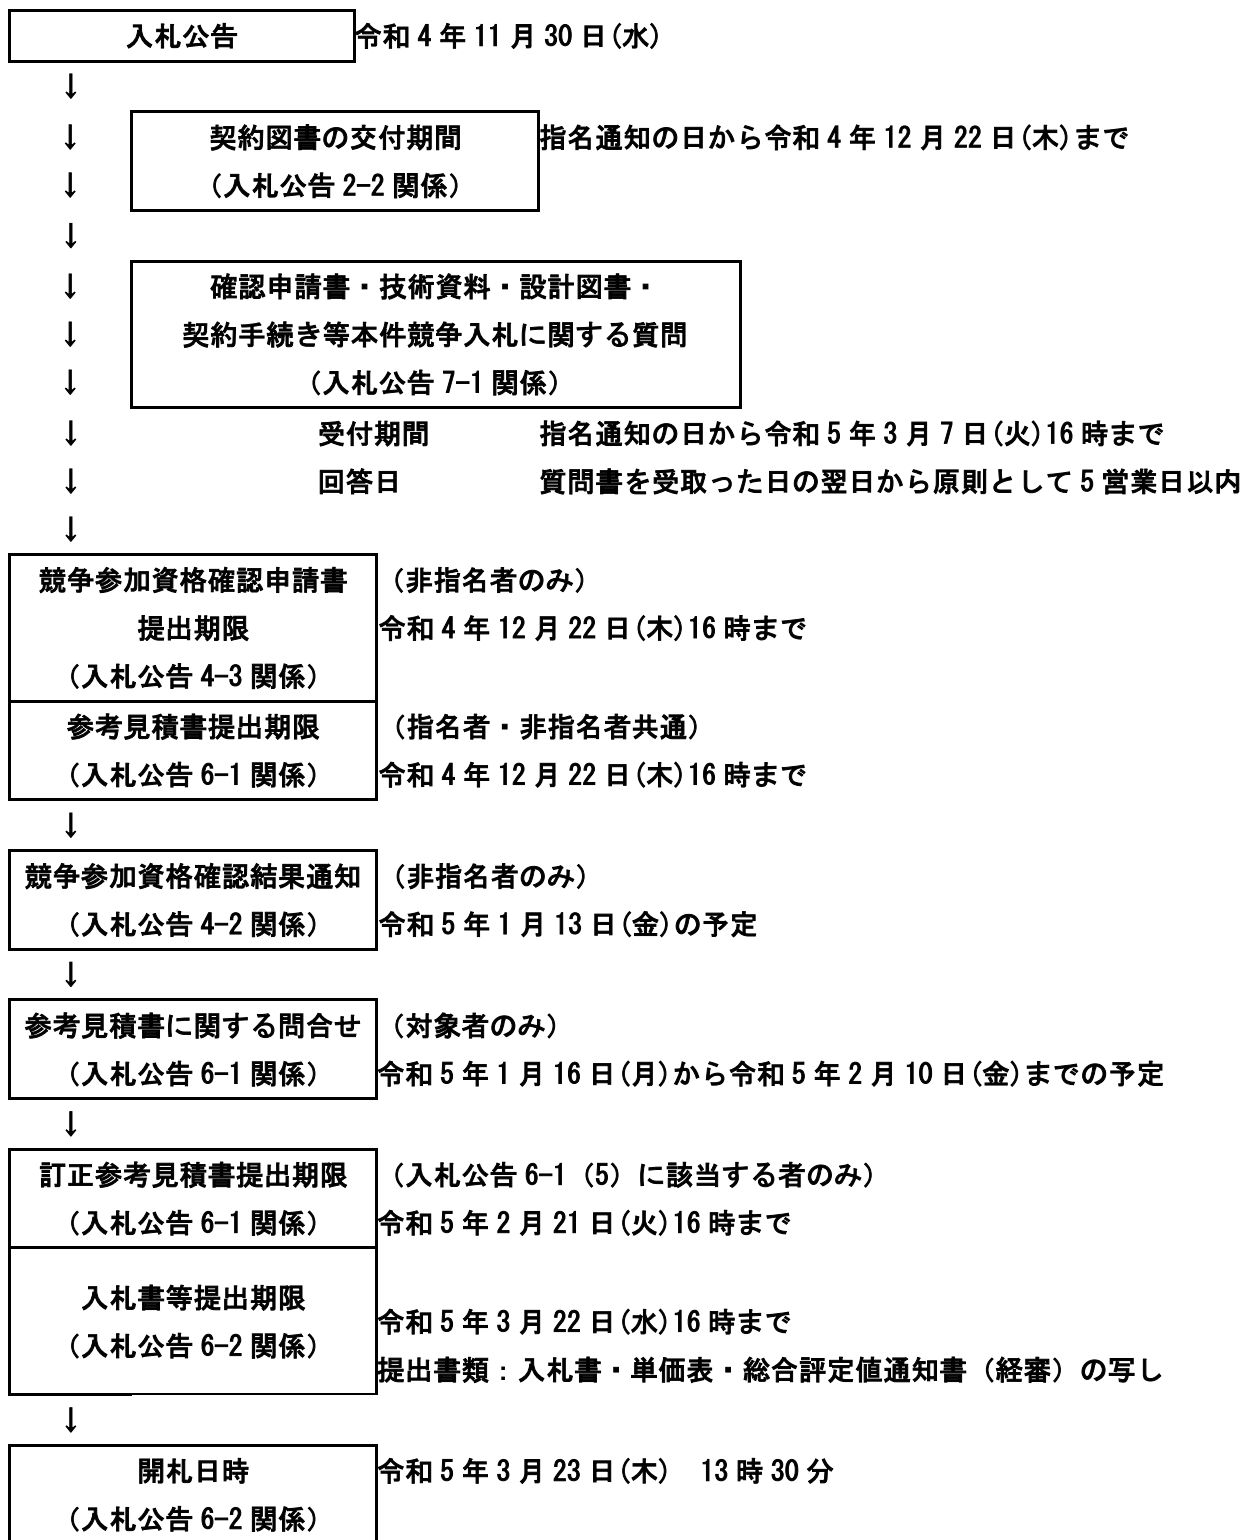 入札公告 令和4年11月30日(水)
↓
↓ 契約図書の交付期間 指名通知の日から令和4年12月22日(木)まで
↓ (入札公告2-2関係)
↓
↓ 確認申請書・技術資料・設計図書・
↓ 契約手続き等本件競争入札に関する質問
↓ (入札公告7-1関係)
↓ 受付期間 指名通知の日から令和5年3月7日(火)16時まで
↓ 回答日 質問書を受取った日の翌日から原則として5営業日以内
↓
競争参加資格確認申請書 (非指名者のみ)
提出期限 令和4年12月22日(木)16時まで
(入札公告4-3関係)
参考見積書提出期限 (指名者・非指名者共通)
(入札公告6-1関係) 令和4年12月22日(木)16時まで
↓
競争参加資格確認結果通知 (非指名者のみ)
(入札公告4-2関係) 令和5年1月13日(金)の予定
↓
参考見積書に関する問合せ (対象者のみ)
(入札公告6-1関係) 令和5年1月16日(月)から令和5年2月10日(金)までの予定
↓
訂正参考見積書提出期限 (入札公告6-1(5)に該当する者のみ)
(入札公告6-1関係) 令和5年2月21日(火)16時まで
入札書等提出期限
令和5年3月22日(水)16時まで
(入札公告6-2関係)
提出書類:入札書・単価表・総合評定値通知書(経審)の写し
↓
開札日時 令和5年3月23日(木) 13時30分
(入札公告6-2関係)